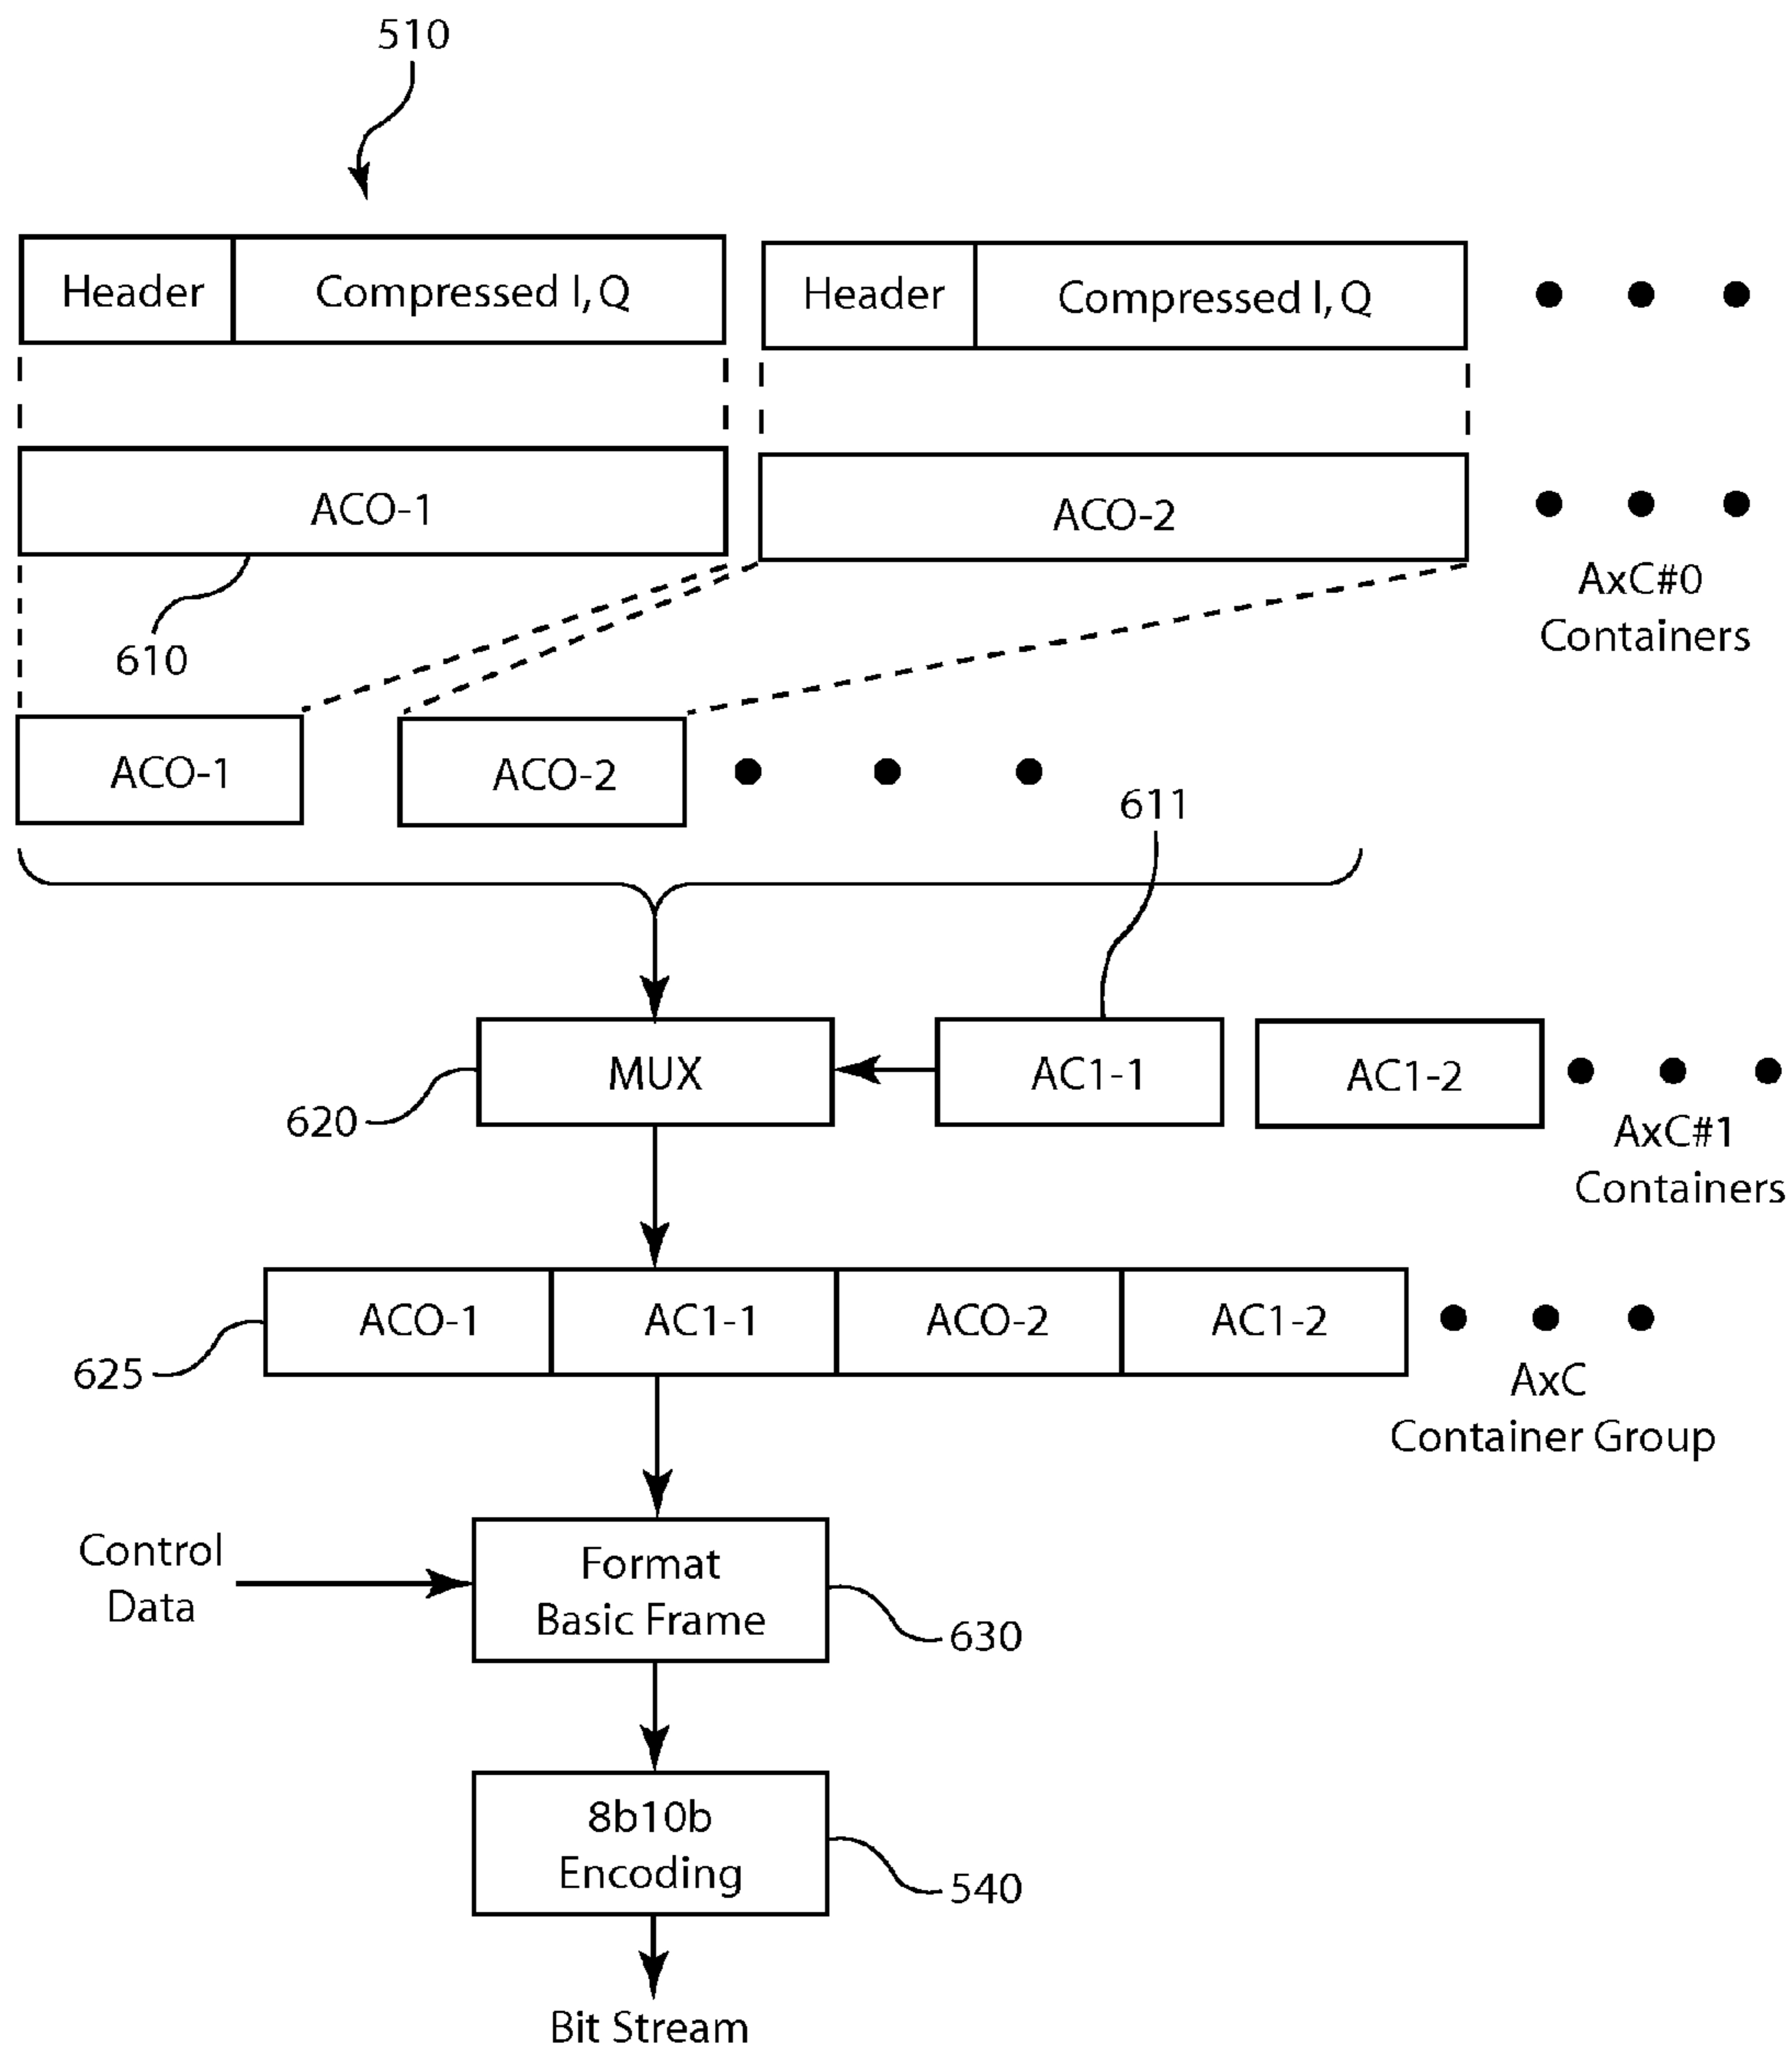 510
Header Compressed I, Q Header Compressed I, Q
ACO-1 ACO-2
AxC#0
Containers
610
ACO-1 ACO-2
611
MUX AC1-1 AC1-2
620
AxC#1
Containers
ACO-1 AC1-1 ACO-2 AC1-2
625
AxC
Container Group
Control
Data
Format
Basic Frame
630
8b10b
Encoding
540
Bit Stream